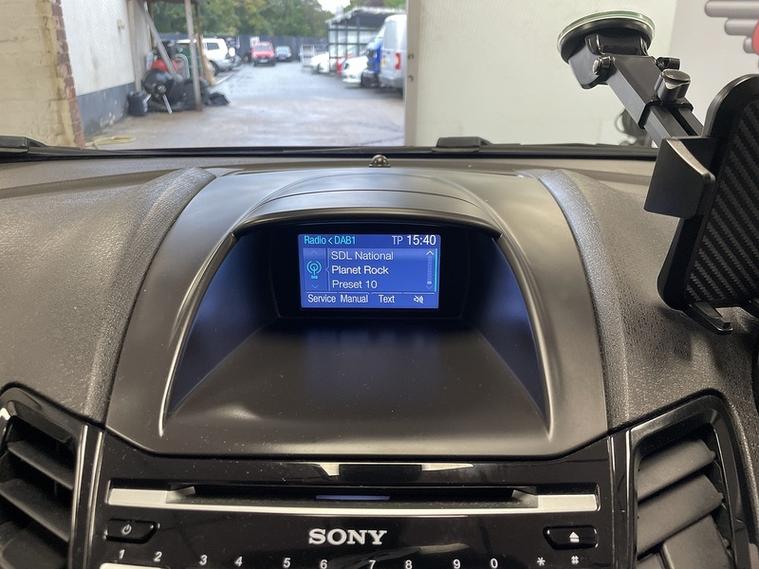 Radio < DAB1 TP 15:40
SDL National
Planet Rock
Preset 10
Service Manual Text
SONY
1 2 3 4 5 6 7 8 9 0 * #